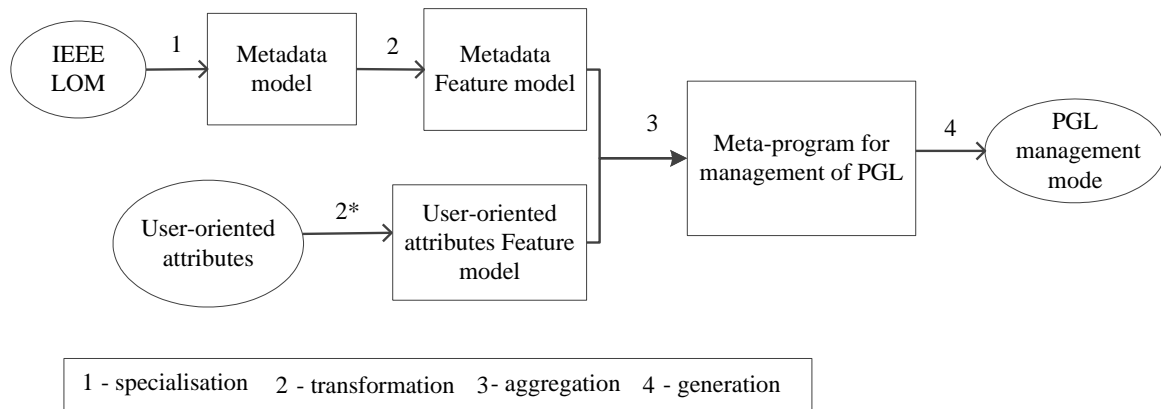 IEEE
LOM
1
Metadata
model
2
Metadata
Feature model
3
Meta-program for
management of PGL
4
PGL
management
mode
User-oriented
attributes
2*
User-oriented
attributes Feature
model
1 - specialisation 2 - transformation 3- aggregation 4 - generation